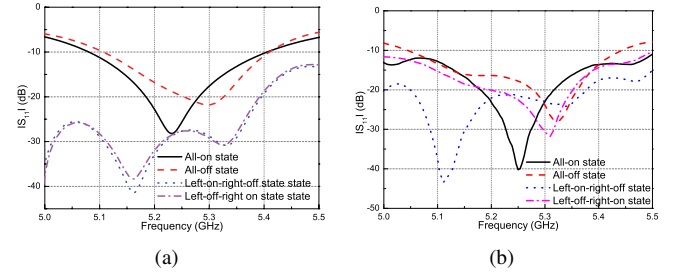 0
-10
-20
-30
-40
IS11I (dB)
5.0 5.1 5.2 5.3 5.4 5.5
Frequency (GHz)
All-on state
All-off state
Left-on-right-off state state
Left-off-right on state state
(a)
0
-10
-20
-30
-40
-50
IS11I (dB)
5.0 5.1 5.2 5.3 5.4 5.5
Frequency (GHz)
All-on state
All-off state
Left-on-right-off state
Left-off-right-on state
(b)